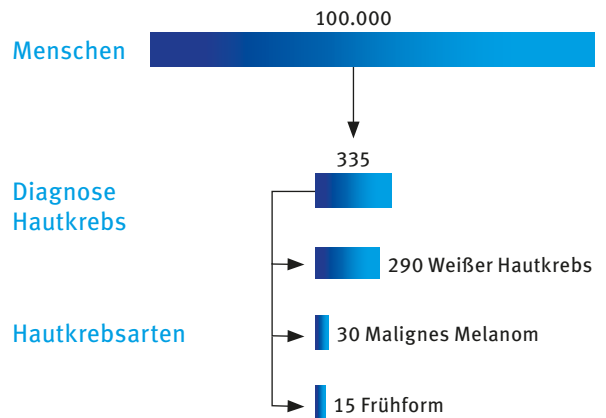 100.000
Menschen
335
Diagnose
Hautkrebs
290 Weißer Hautkrebs
Hautkrebsarten
30 Malignes Melanom
15 Frühform